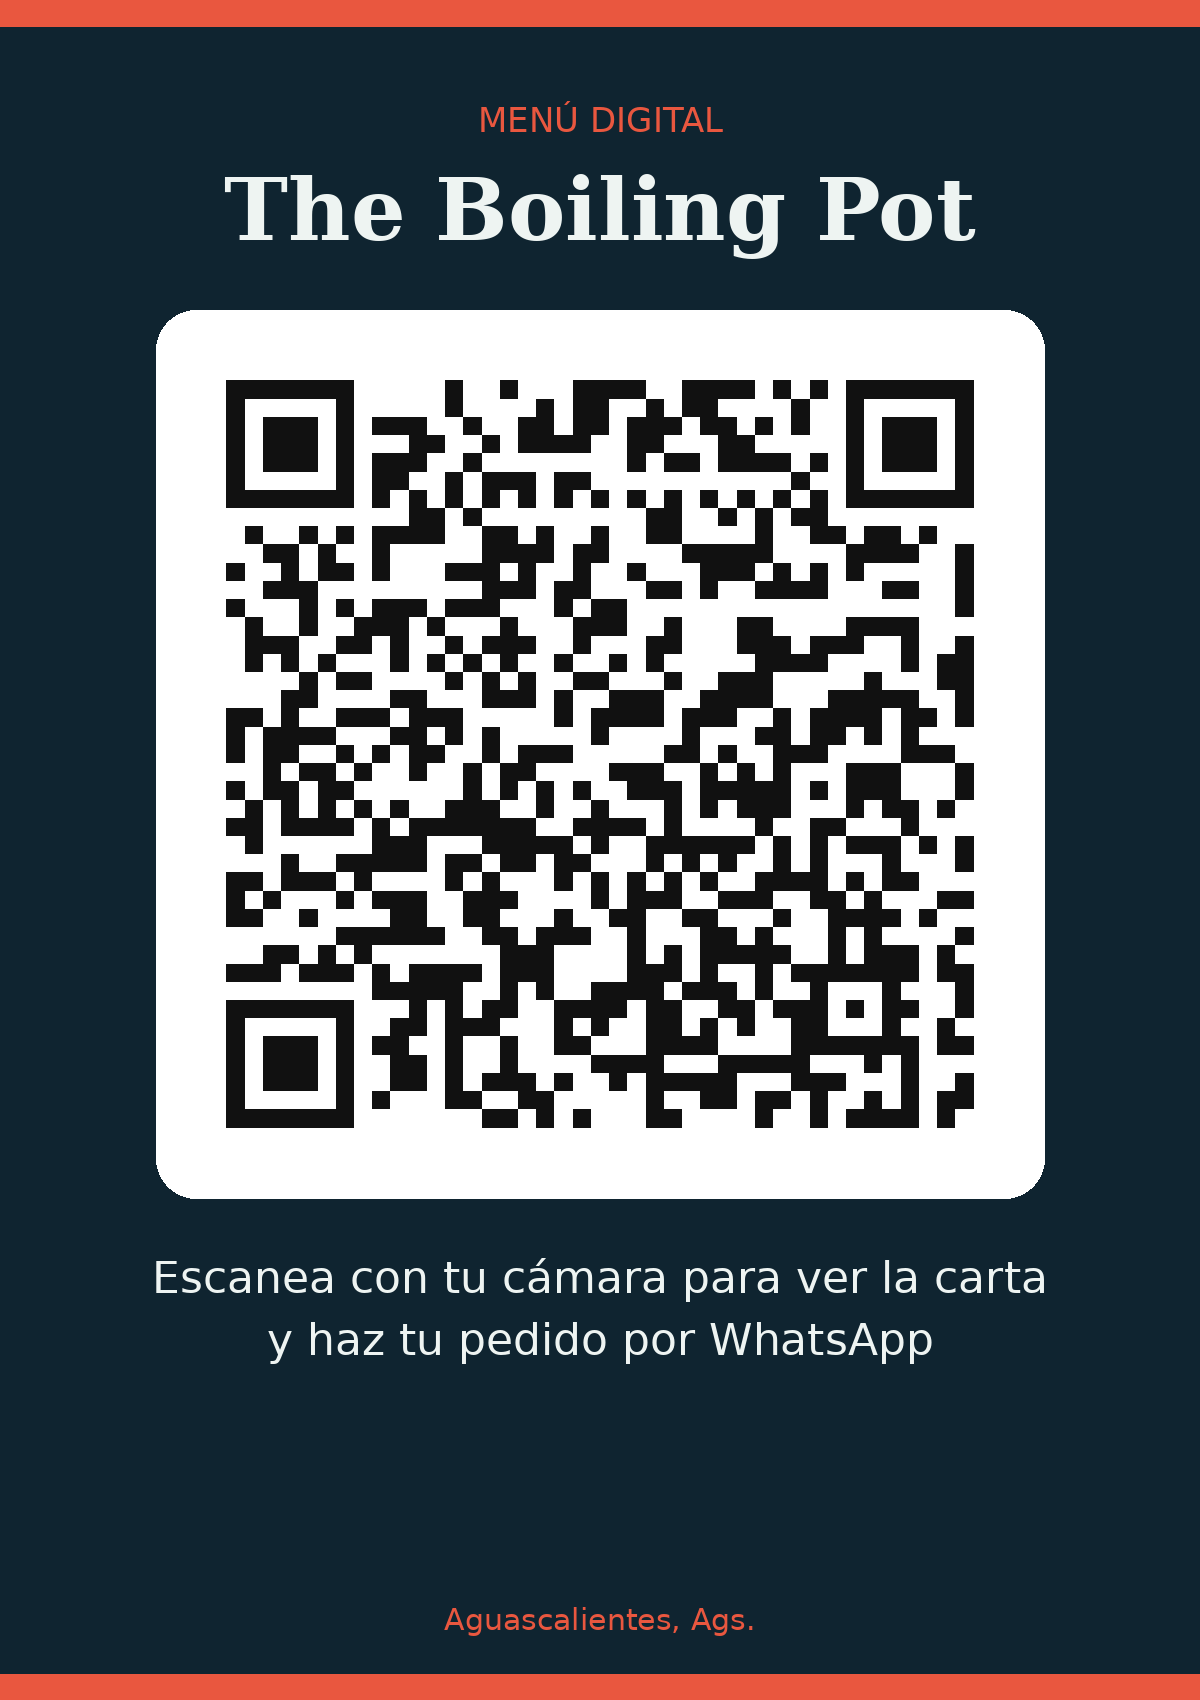 MENÚ DIGITAL
The Boiling Pot
Escanea con tu cámara para ver la carta
y haz tu pedido por WhatsApp
Aguascalientes, Ags.